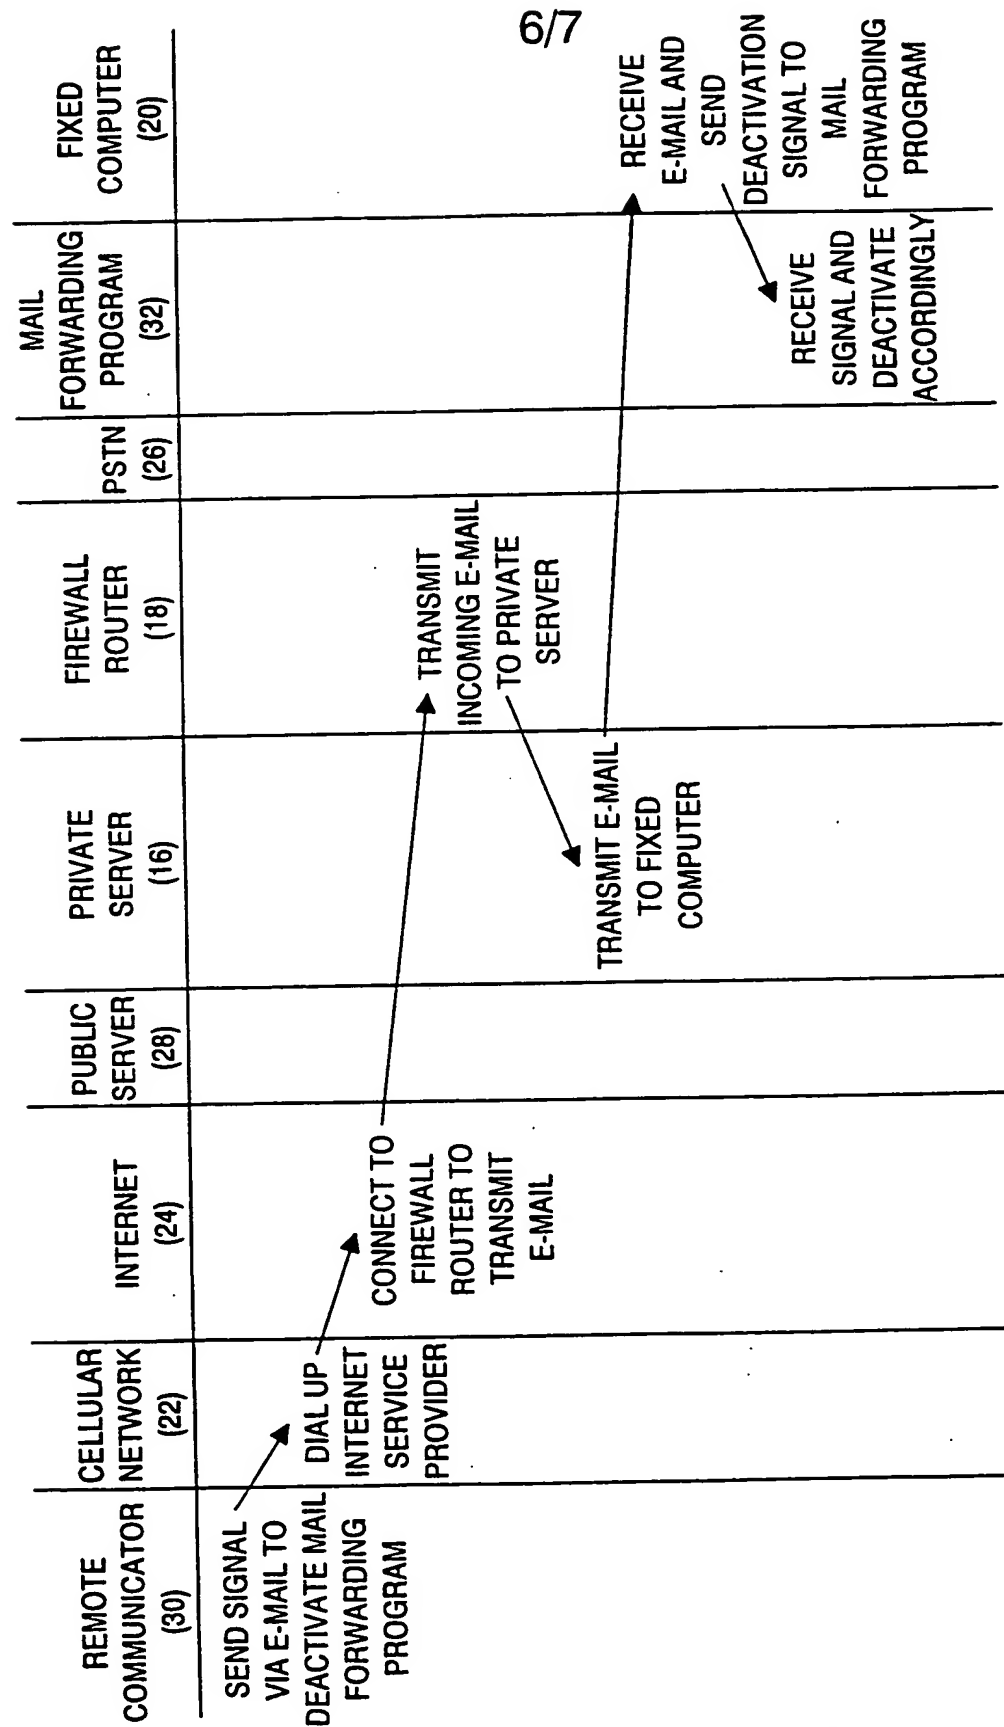 6/7
REMOTE
COMMUNICATOR
(30)
CELLULAR
NETWORK
(22)
INTERNET
(24)
PUBLIC
SERVER
(28)
PRIVATE
SERVER
(16)
FIREWALL
ROUTER
(18)
PSTN
(26)
MAIL
FORWARDING
PROGRAM
(32)
FIXED
COMPUTER
(20)
SEND SIGNAL
VIA E-MAIL TO
DEACTIVATE MAIL
FORWARDING
PROGRAM
DIAL UP
INTERNET
SERVICE
PROVIDER
CONNECT TO
FIREWALL
ROUTER TO
TRANSMIT
E-MAIL
TRANSMIT
INCOMING E-MAIL
TO PRIVATE
SERVER
TRANSMIT E-MAIL
TO FIXED
COMPUTER
RECEIVE
E-MAIL AND
SEND
DEACTIVATION
SIGNAL TO
MAIL
FORWARDING
PROGRAM
RECEIVE
SIGNAL AND
DEACTIVATE
ACCORDINGLY